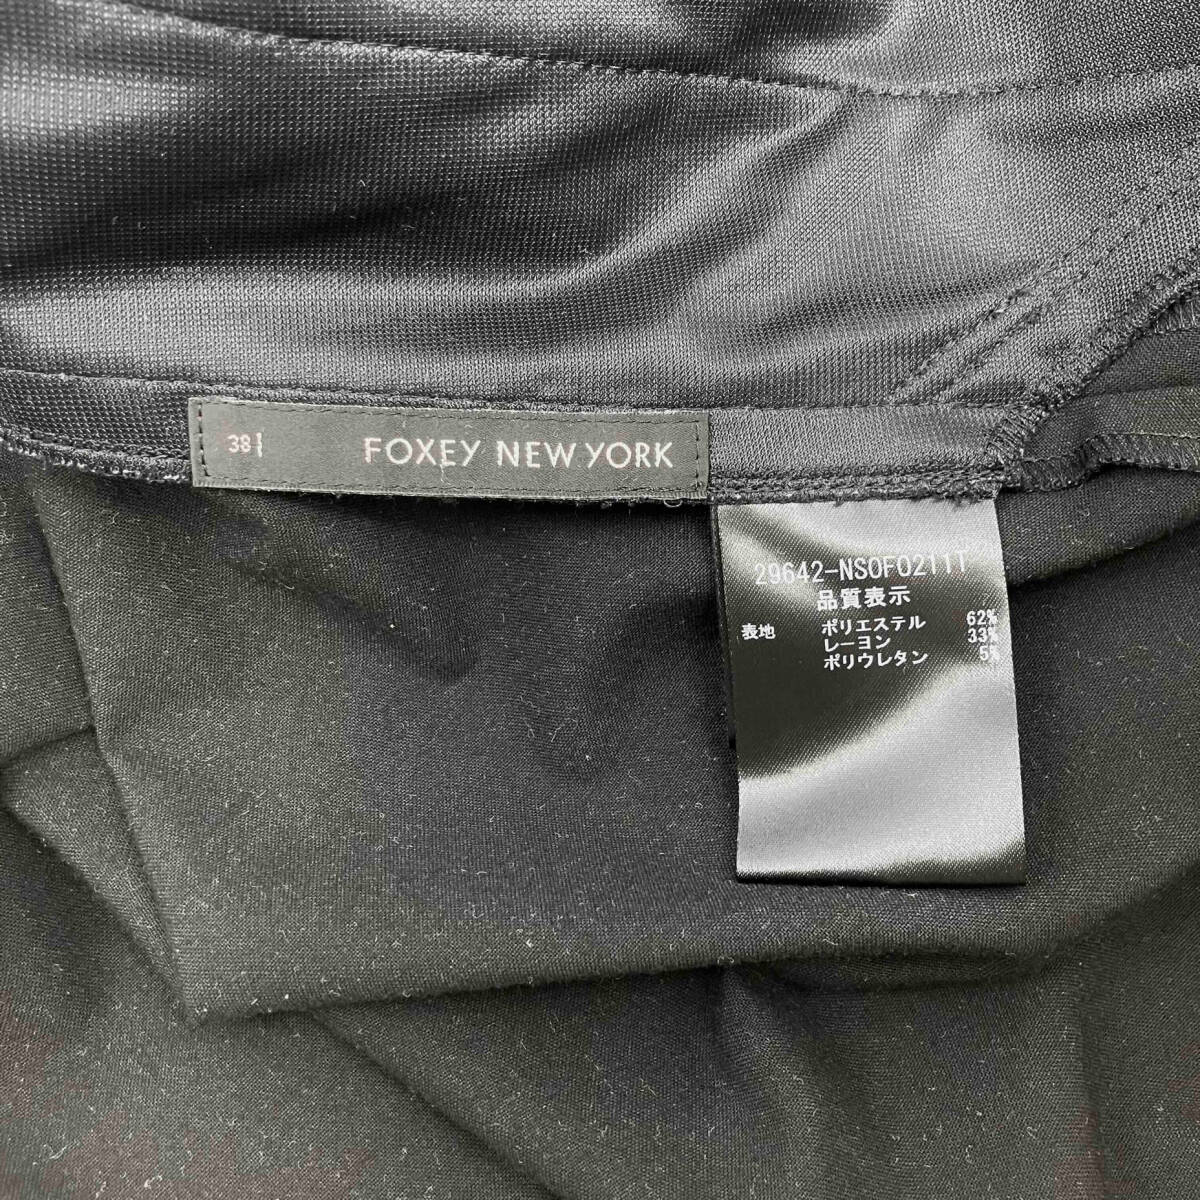 38
FOXEY NEW YORK
29642-NSOFO211T
品質表示
表地 ポリエステル 62%
レーヨン 33%
ポリウレタン 5%